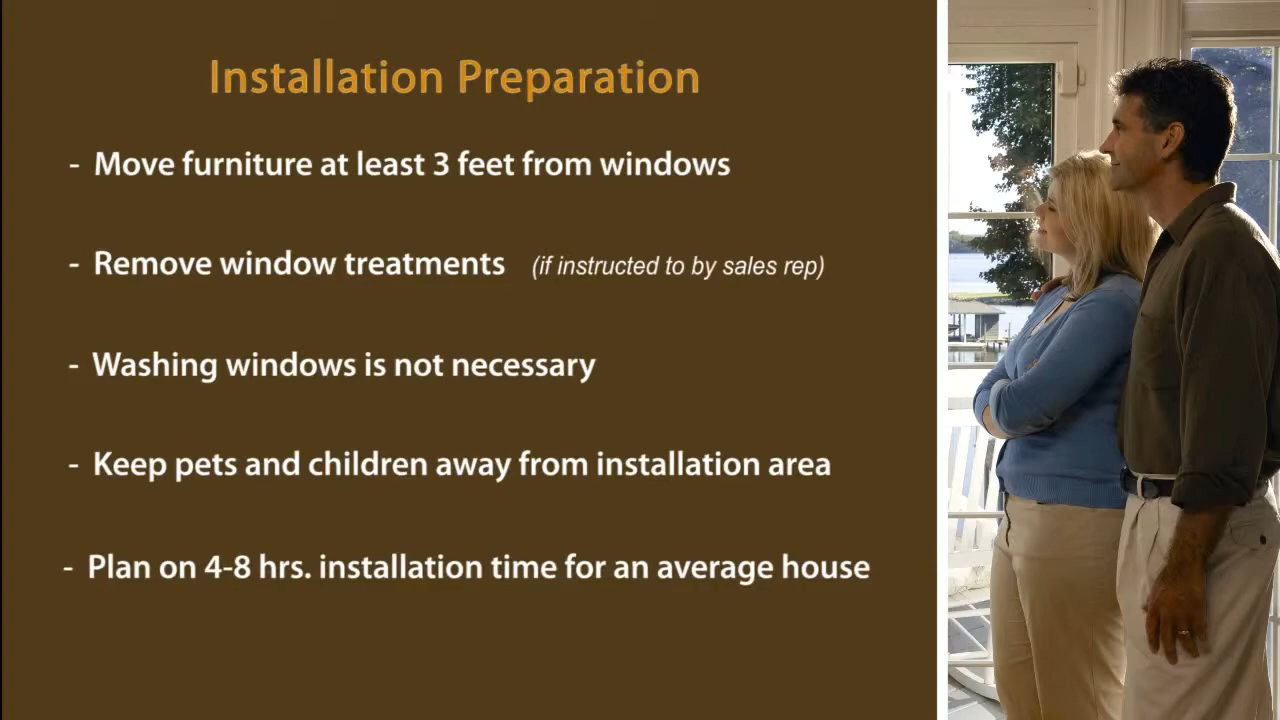 Installation Preparation
- Move furniture at least 3 feet from windows
- Remove window treatments (if instructed to by sales rep)
- Washing windows is not necessary
- Keep pets and children away from installation area
- Plan on 4-8 hrs. installation time for an average house